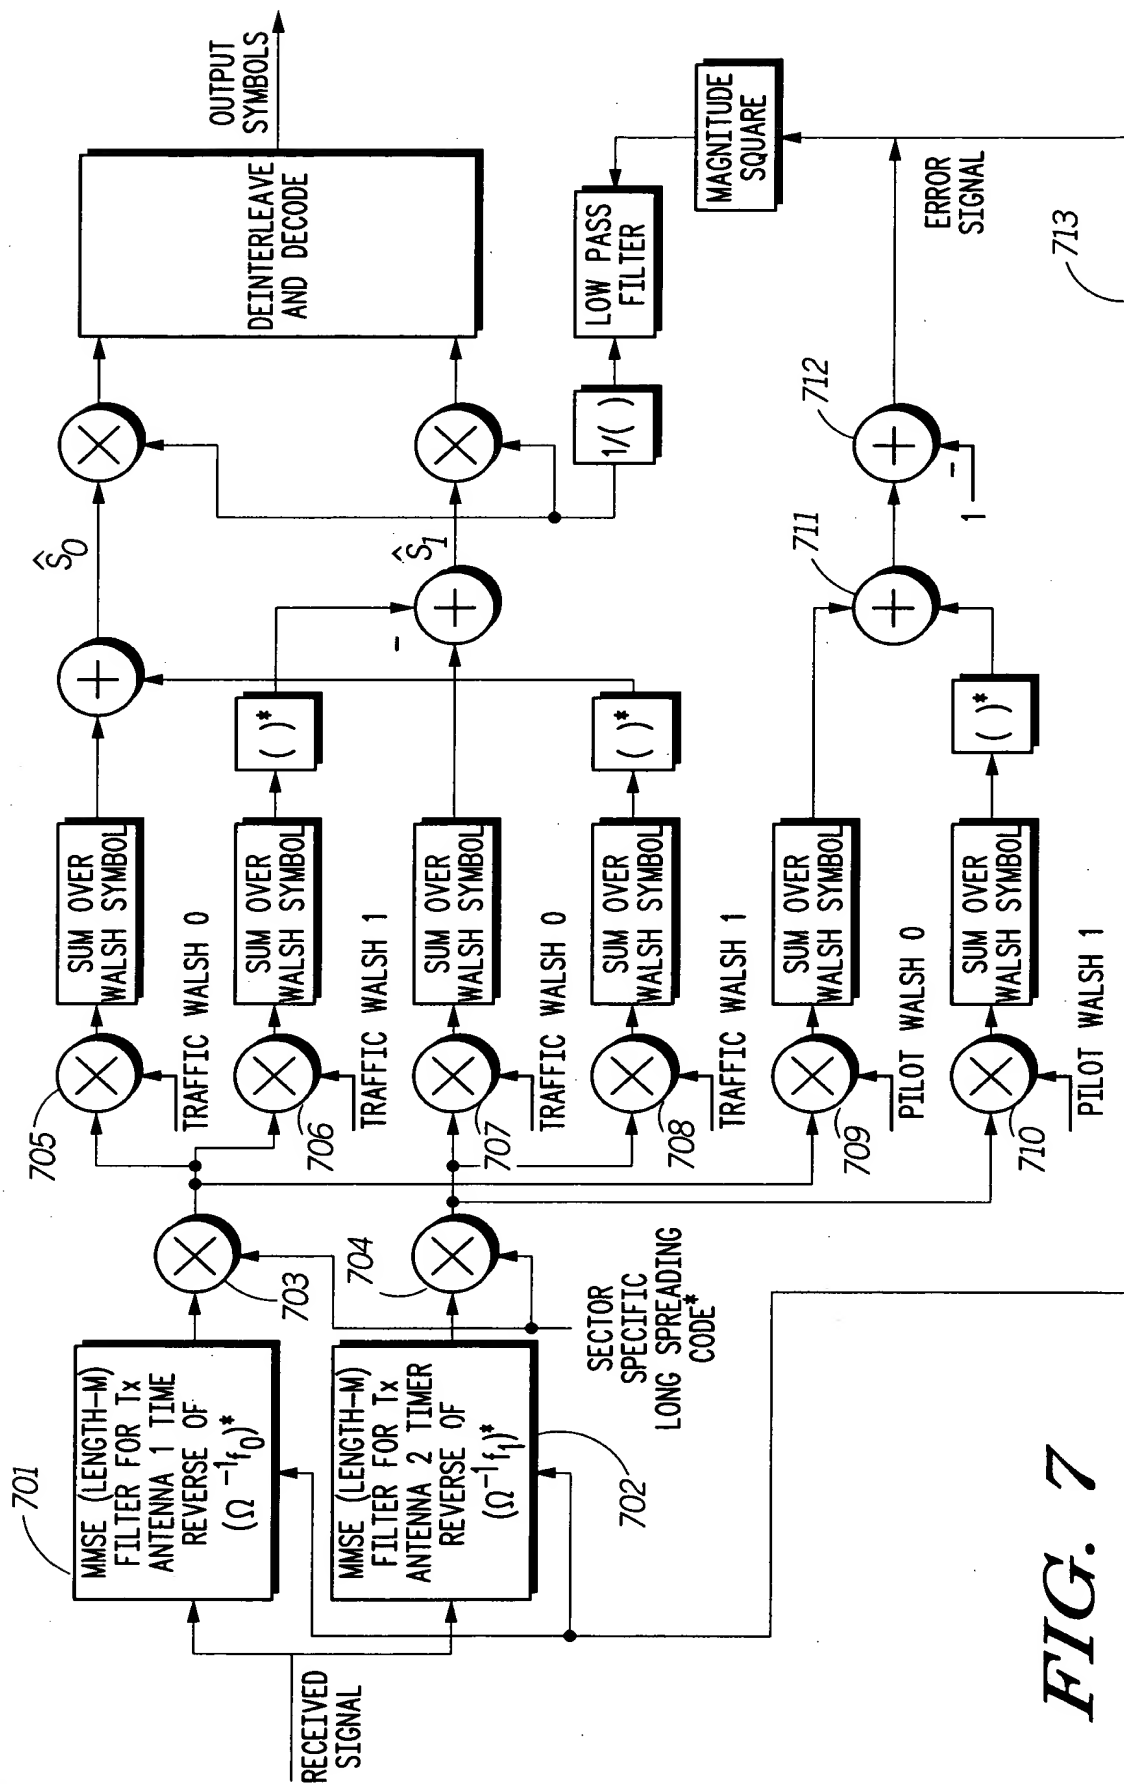 RECEIVED
SIGNAL
701
MMSE (LENGTH-M)
FILTER FOR Tx
ANTENNA 1 TIME
REVERSE OF
(Ω⁻¹f₀)*
MMSE (LENGTH-M)
FILTER FOR Tx
ANTENNA 2 TIMER
REVERSE OF
(Ω⁻¹f₁)*
702
703
704
SECTOR
SPECIFIC
LONG SPREADING
CODE*
705
TRAFFIC WALSH 0
SUM OVER
WALSH SYMBOL
706
TRAFFIC WALSH 1
SUM OVER
WALSH SYMBOL
( )*
707
TRAFFIC WALSH 0
SUM OVER
WALSH SYMBOL
708
TRAFFIC WALSH 1
SUM OVER
WALSH SYMBOL
( )*
709
PILOT WALSH 0
SUM OVER
WALSH SYMBOL
710
PILOT WALSH 1
SUM OVER
WALSH SYMBOL
( )*
Ŝ₀
-
Ŝ₁
711
712
1
-
1/( )
LOW PASS
FILTER
MAGNITUDE
SQUARE
ERROR
SIGNAL
713
DEINTERLEAVE
AND DECODE
OUTPUT
SYMBOLS
FIG. 7